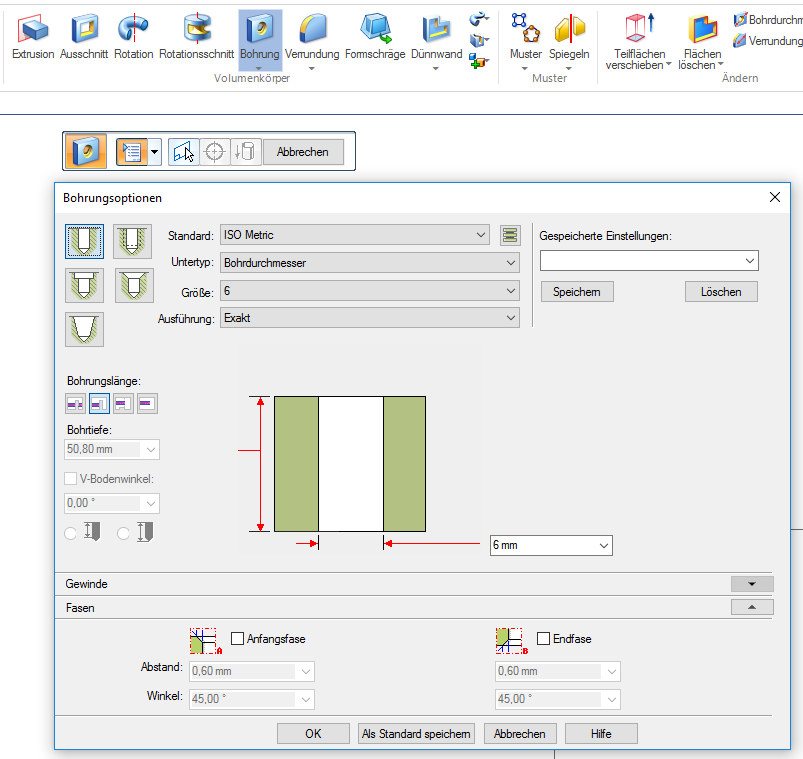 Extrusion Ausschnitt Rotation Rotationsschnitt Bohrung Verrundung Formschräge Dünnwand Muster Spiegeln Teilflächen verschieben Flächen löschen Bohrdurchm
Verrundung
Volumenkörper Muster Ändern
Abbrechen
Bohrungsoptionen
Standard: ISO Metric Gespeicherte Einstellungen:
Untertyp: Bohrdurchmesser
Größe: 6 Speichern Löschen
Ausführung: Exakt
Bohrungslänge:
Bohrtiefe:
50,80 mm
V-Bodenwinkel:
0,00 °
6 mm
Gewinde
Fasen
A Anfangsfase B Endfase
Abstand: 0,60 mm 0,60 mm
Winkel: 45,00 ° 45,00 °
OK Als Standard speichern Abbrechen Hilfe